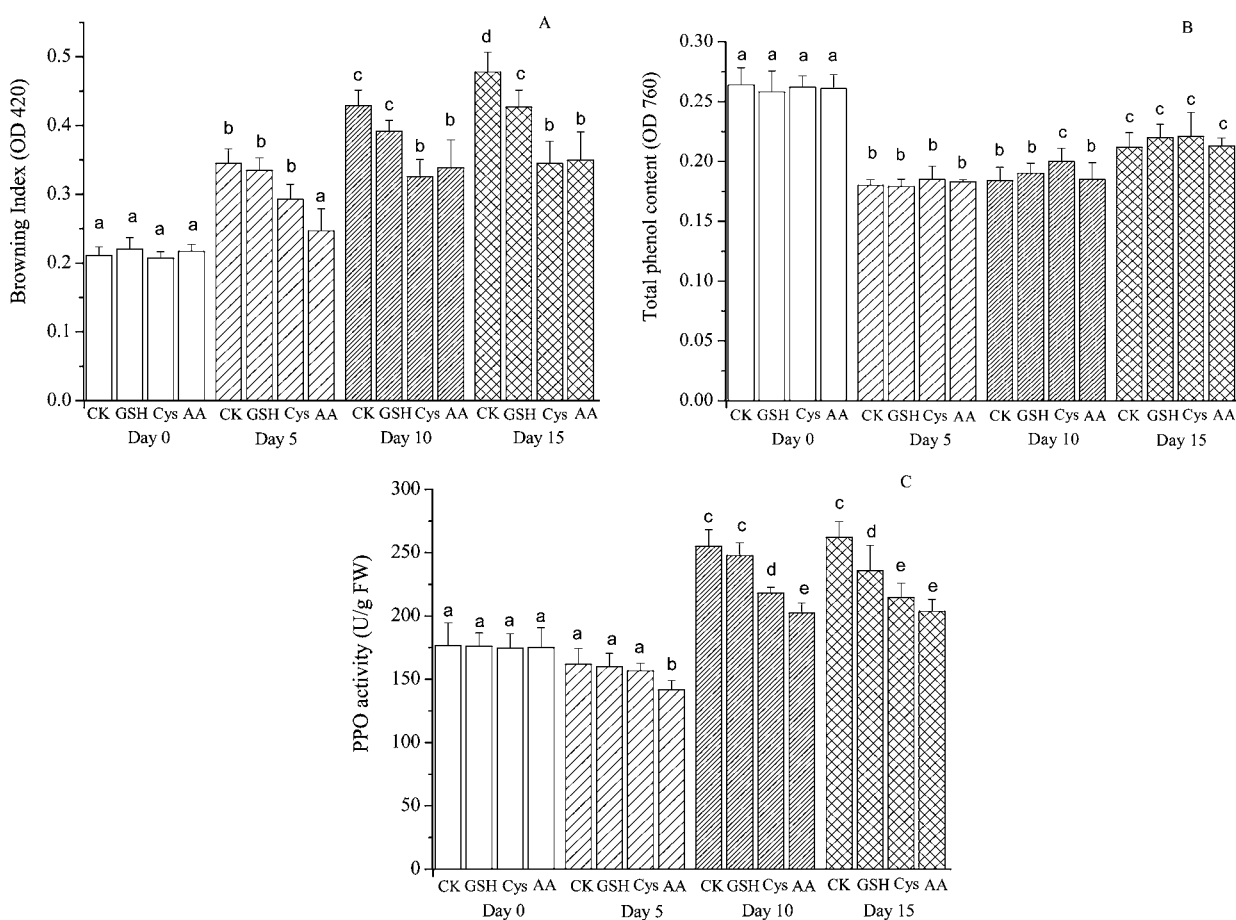 A
Browning Index (OD 420)
0.5
0.4
0.3
0.2
0.1
0.0
a a a a b b b a c c b b d c b b
CK GSH Cys AA CK GSH Cys AA CK GSH Cys AA CK GSH Cys AA
Day 0 Day 5 Day 10 Day 15
B
Total phenol content (OD 760)
0.30
0.25
0.20
0.15
0.10
0.05
0.00
a a a a b b b b b b c b c c c c
CK GSH Cys AA CK GSH Cys AA CK GSH Cys AA CK GSH Cys AA
Day 0 Day 5 Day 10 Day 15
C
PPO activity (U/g FW)
300
250
200
150
100
50
0
a a a a a a a b c c d e c d e e
CK GSH Cys AA CK GSH Cys AA CK GSH Cys AA CK GSH Cys AA
Day 0 Day 5 Day 10 Day 15